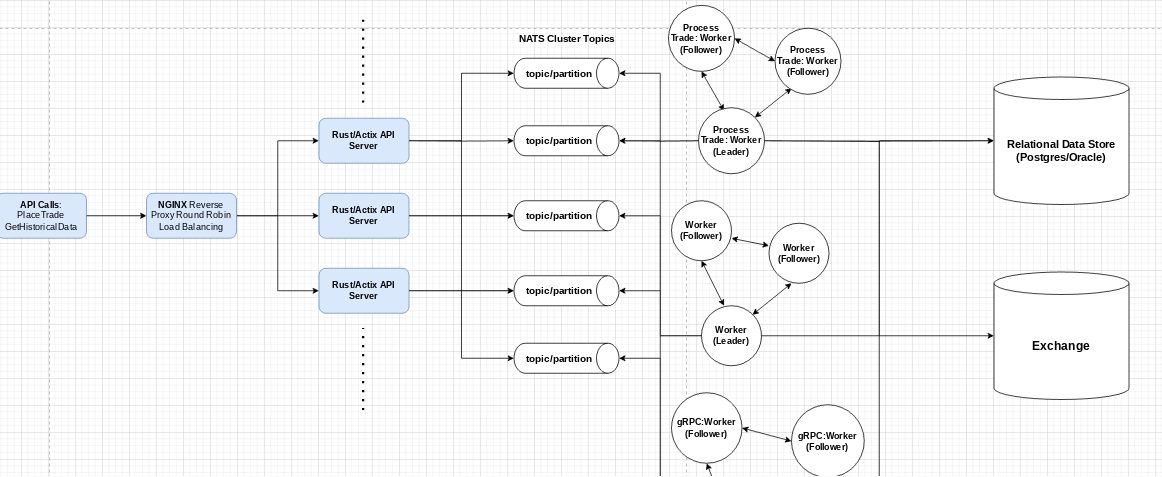 API Calls:
PlaceTrade
GetHistoricalData
NGINX Reverse
Proxy Round Robin
Load Balancing
Rust/Actix API
Server
Rust/Actix API
Server
Rust/Actix API
Server
NATS Cluster Topics
topic/partition
topic/partition
topic/partition
topic/partition
topic/partition
Process
Trade: Worker
(Follower)
Process
Trade: Worker
(Follower)
Process
Trade: Worker
(Leader)
Worker
(Follower)
Worker
(Follower)
Worker
(Leader)
gRPC:Worker
(Follower)
gRPC:Worker
(Follower)
Relational Data Store
(Postgres/Oracle)
Exchange